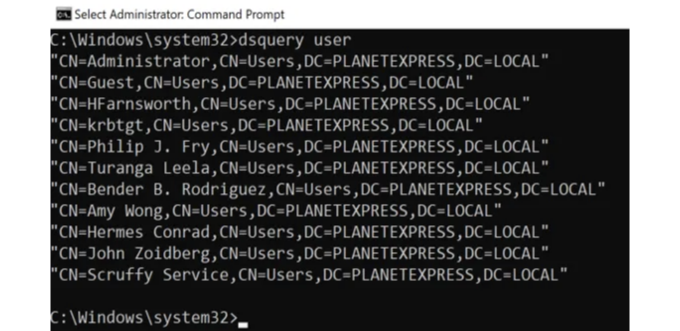 Select Administrator: Command Prompt
C:\Windows\system32>dsquery user
"CN=Administrator,CN=Users,DC=PLANETEXPRESS,DC=LOCAL"
"CN=Guest,CN=Users,DC=PLANETEXPRESS,DC=LOCAL"
"CN=HFarnsworth,CN=Users,DC=PLANETEXPRESS,DC=LOCAL"
"CN=krbtgt,CN=Users,DC=PLANETEXPRESS,DC=LOCAL"
"CN=Philip J. Fry,CN=Users,DC=PLANETEXPRESS,DC=LOCAL"
"CN=Turanga Leela,CN=Users,DC=PLANETEXPRESS,DC=LOCAL"
"CN=Bender B. Rodriguez,CN=Users,DC=PLANETEXPRESS,DC=LOCAL"
"CN=Amy Wong,CN=Users,DC=PLANETEXPRESS,DC=LOCAL"
"CN=Hermes Conrad,CN=Users,DC=PLANETEXPRESS,DC=LOCAL"
"CN=John Zoidberg,CN=Users,DC=PLANETEXPRESS,DC=LOCAL"
"CN=Scruffy Service,CN=Users,DC=PLANETEXPRESS,DC=LOCAL"
C:\Windows\system32>